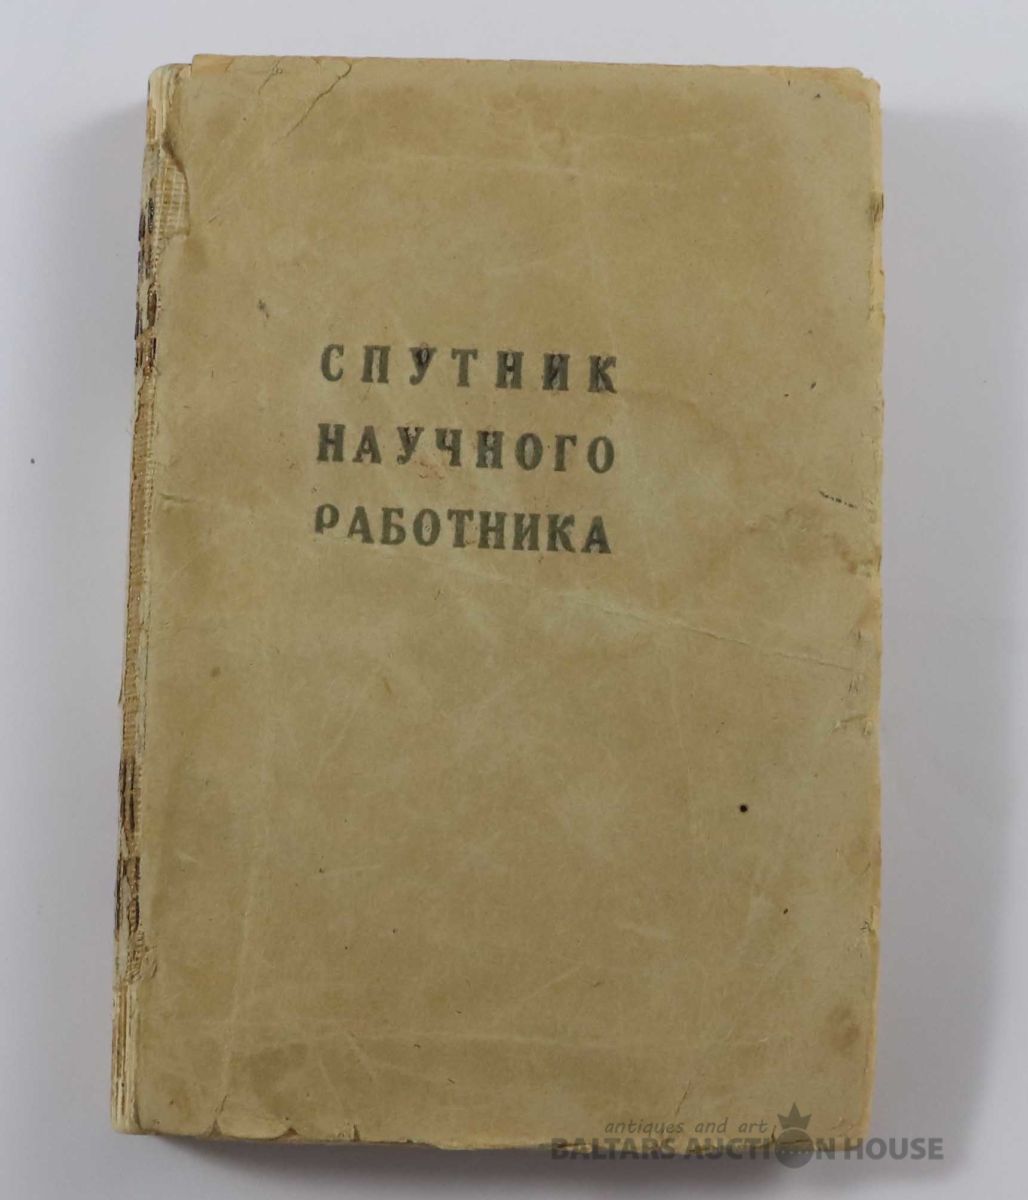 СПУТНИК
НАУЧНОГО
РАБОТНИКА
antiques and art
BALTARS AUCTION HOUSE